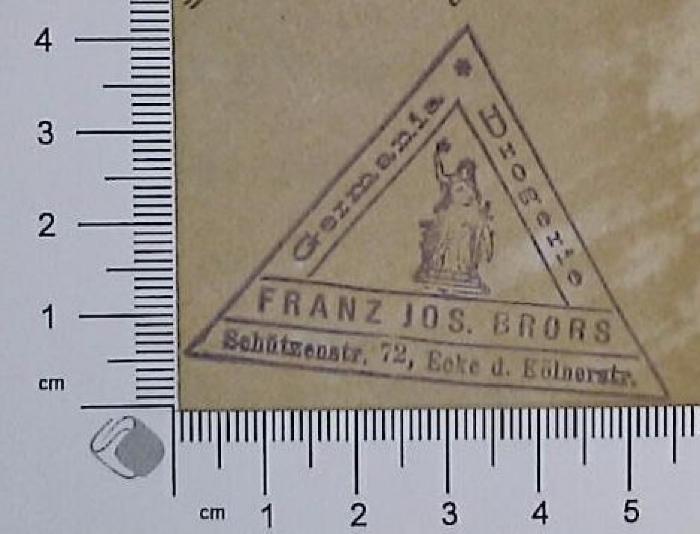 4
3
2
1
cm
Germania * Drogerie
FRANZ JOS. BRORS
Schützenstr. 72, Ecke d. Kölnerstr.
cm 1 2 3 4 5